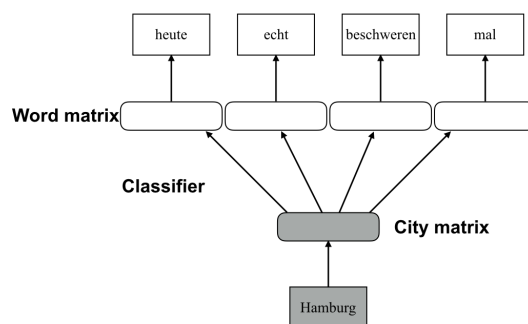 heute echt beschweren mal
Word matrix
Classifier
City matrix
Hamburg